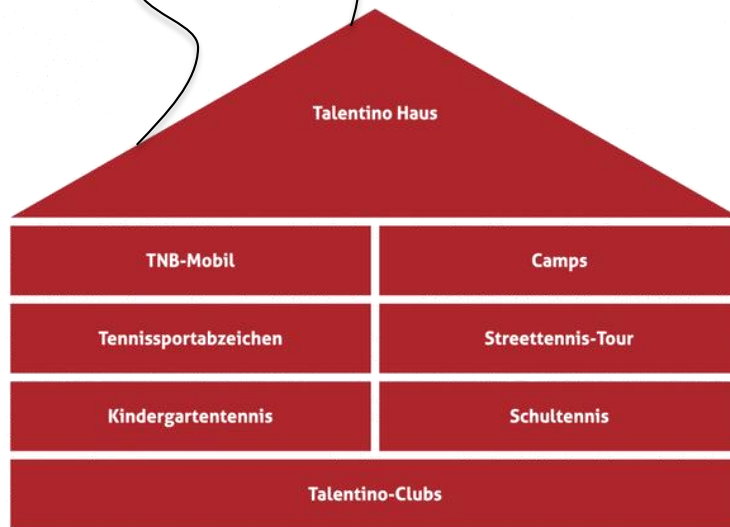 Talentino Haus
TNB-Mobil
Camps
Tennissportabzeichen
Streettennis-Tour
Kindergartentennis
Schultennis
Talentino-Clubs